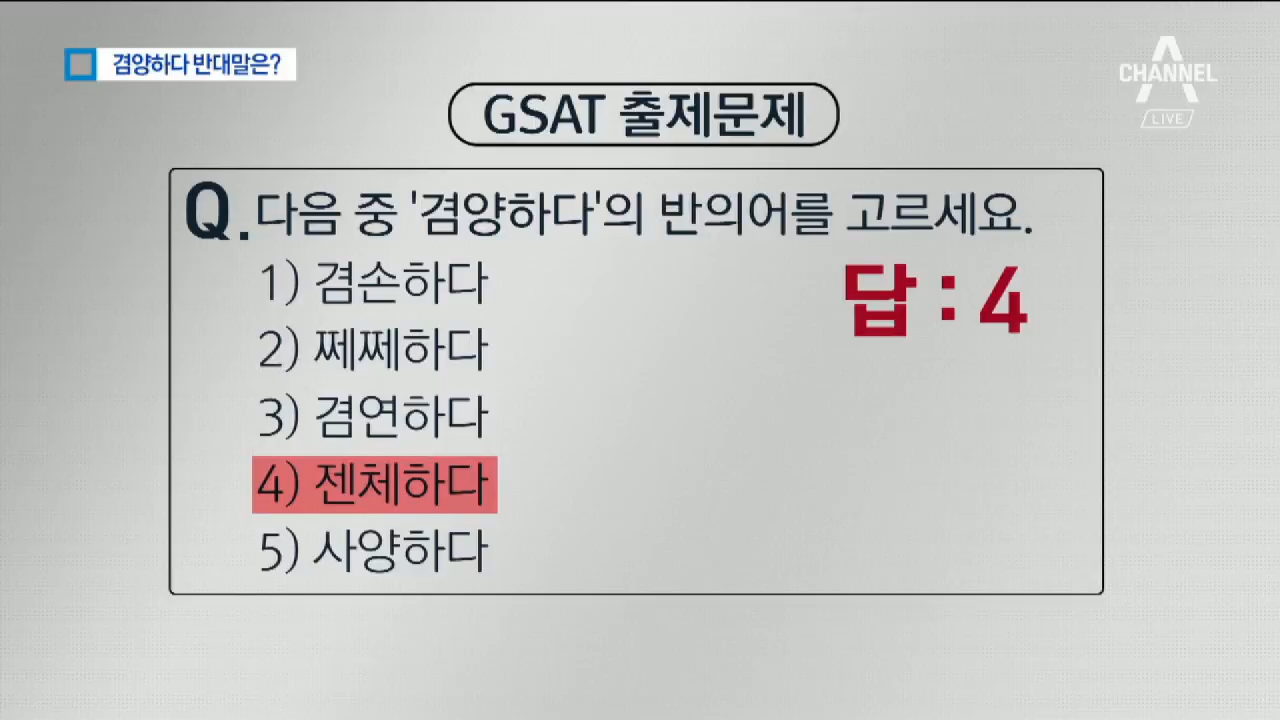 겸양하다 반대말은?
CHANNEL A
LIVE
GSAT 출제문제
Q. 다음 중 '겸양하다'의 반의어를 고르세요.
1) 겸손하다
답 : 4
2) 쩨쩨하다
3) 겸연하다
4) 젠체하다
5) 사양하다